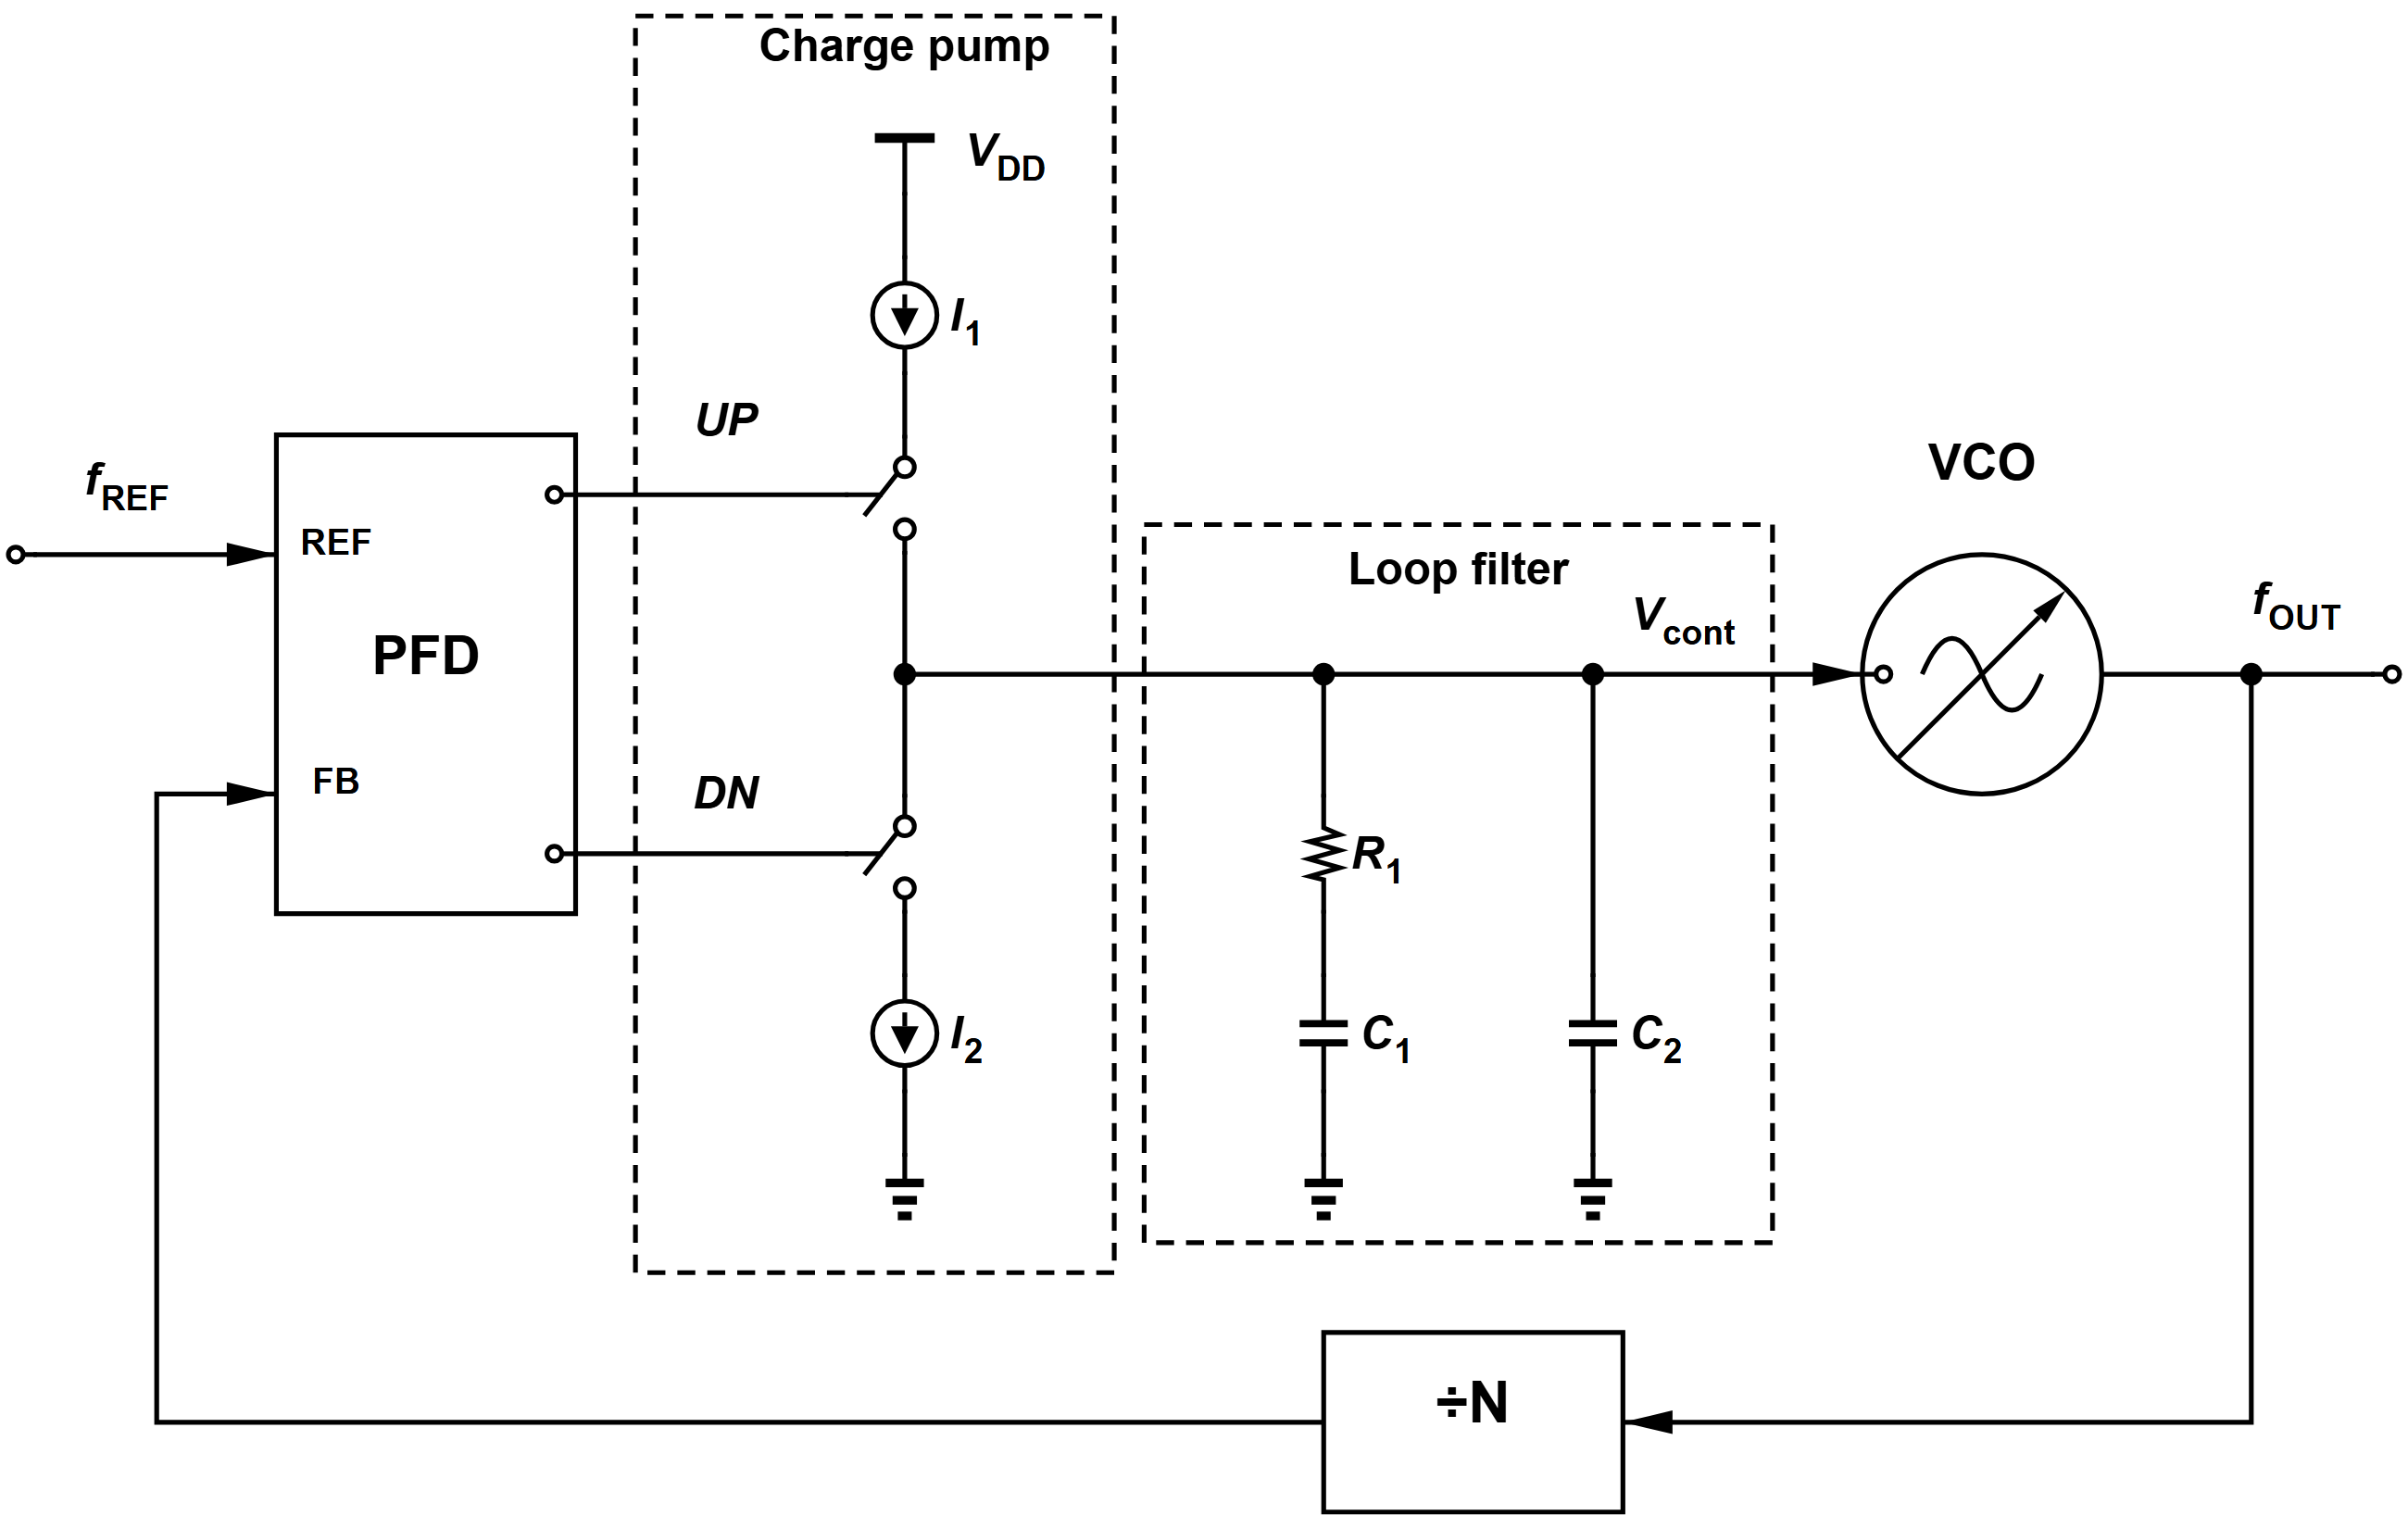 Charge pump
VDD
I1
UP
fREF
REF
PFD
FB
DN
I2
Loop filter
Vcont
R1
C1
C2
VCO
fOUT
÷N